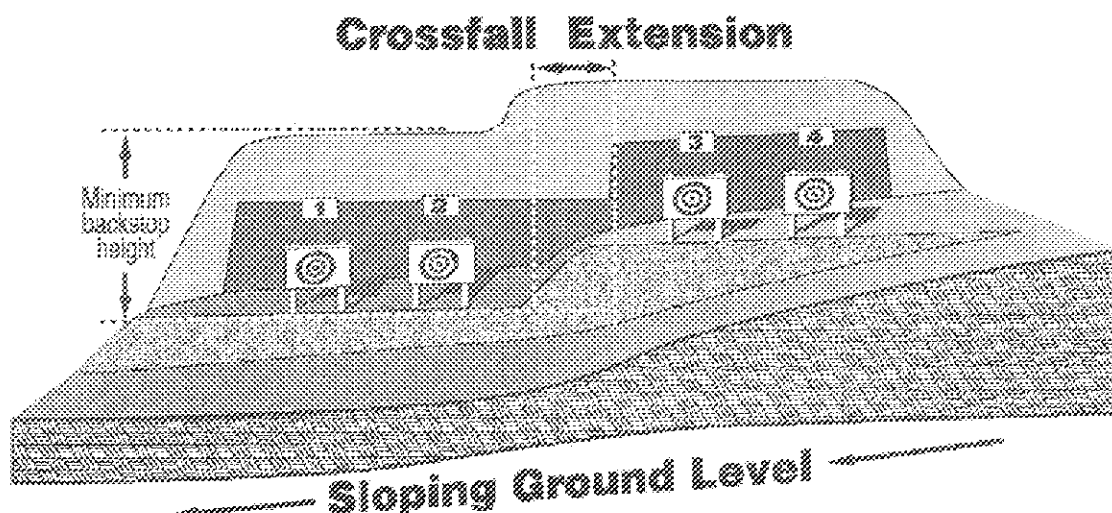 Crossfall Extension
Minimum
backstop
height
1
2
3
4
Sloping Ground Level